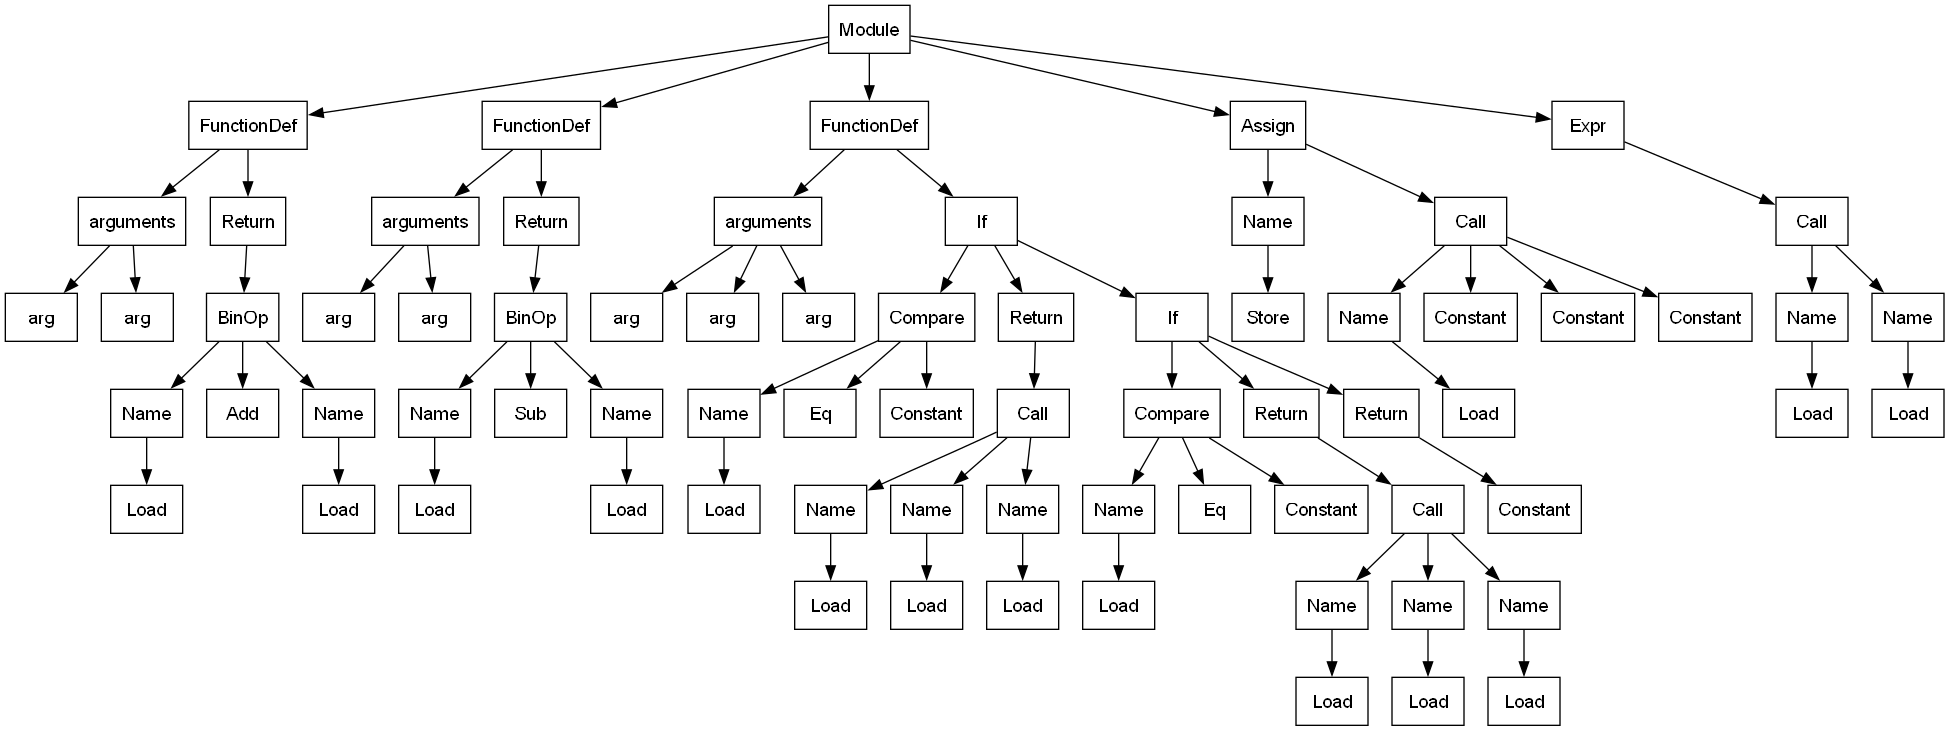 Module
FunctionDef FunctionDef FunctionDef Assign Expr
arguments Return arguments Return arguments If Name Call Call
arg arg BinOp arg arg BinOp arg arg arg Compare Return If Store Name Constant Constant Constant Name Name
Name Add Name Name Sub Name Name Eq Constant Call Compare Return Return Load Load Load
Load Load Load Load Load Name Name Name Name Eq Constant Call Constant
Load Load Load Load Name Name Name
Load Load Load